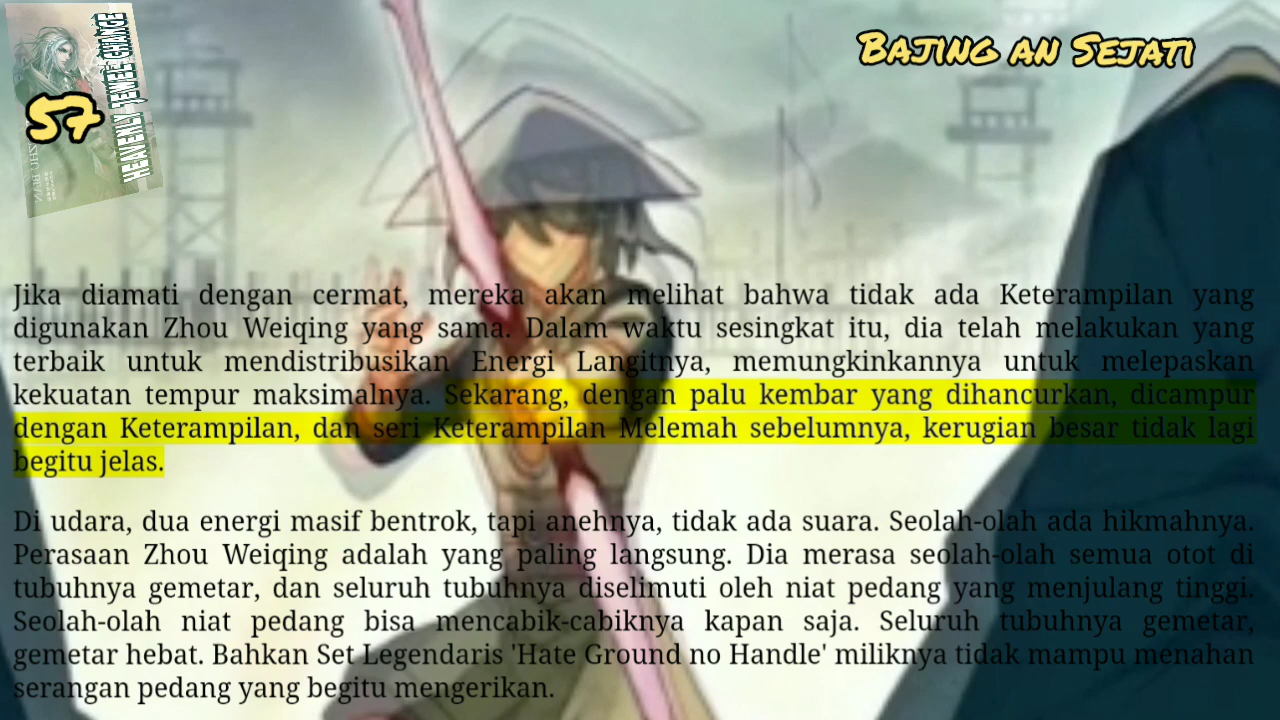 HEAVENLY JEWEL CHANGE
57
Bajing an Sejati
Jika diamati dengan cermat, mereka akan melihat bahwa tidak ada Keterampilan yang
digunakan Zhou Weiqing yang sama. Dalam waktu sesingkat itu, dia telah melakukan yang
terbaik untuk mendistribusikan Energi Langitnya, memungkinkannya untuk melepaskan
kekuatan tempur maksimalnya. Sekarang, dengan palu kembar yang dihancurkan, dicampur
dengan Keterampilan, dan seri Keterampilan Melemah sebelumnya, kerugian besar tidak lagi
begitu jelas.
Di udara, dua energi masif bentrok, tapi anehnya, tidak ada suara. Seolah-olah ada hikmahnya.
Perasaan Zhou Weiqing adalah yang paling langsung. Dia merasa seolah-olah semua otot di
tubuhnya gemetar, dan seluruh tubuhnya diselimuti oleh niat pedang yang menjulang tinggi.
Seolah-olah niat pedang bisa mencabik-cabiknya kapan saja. Seluruh tubuhnya gemetar,
gemetar hebat. Bahkan Set Legendaris 'Hate Ground no Handle' miliknya tidak mampu menahan
serangan pedang yang begitu mengerikan.